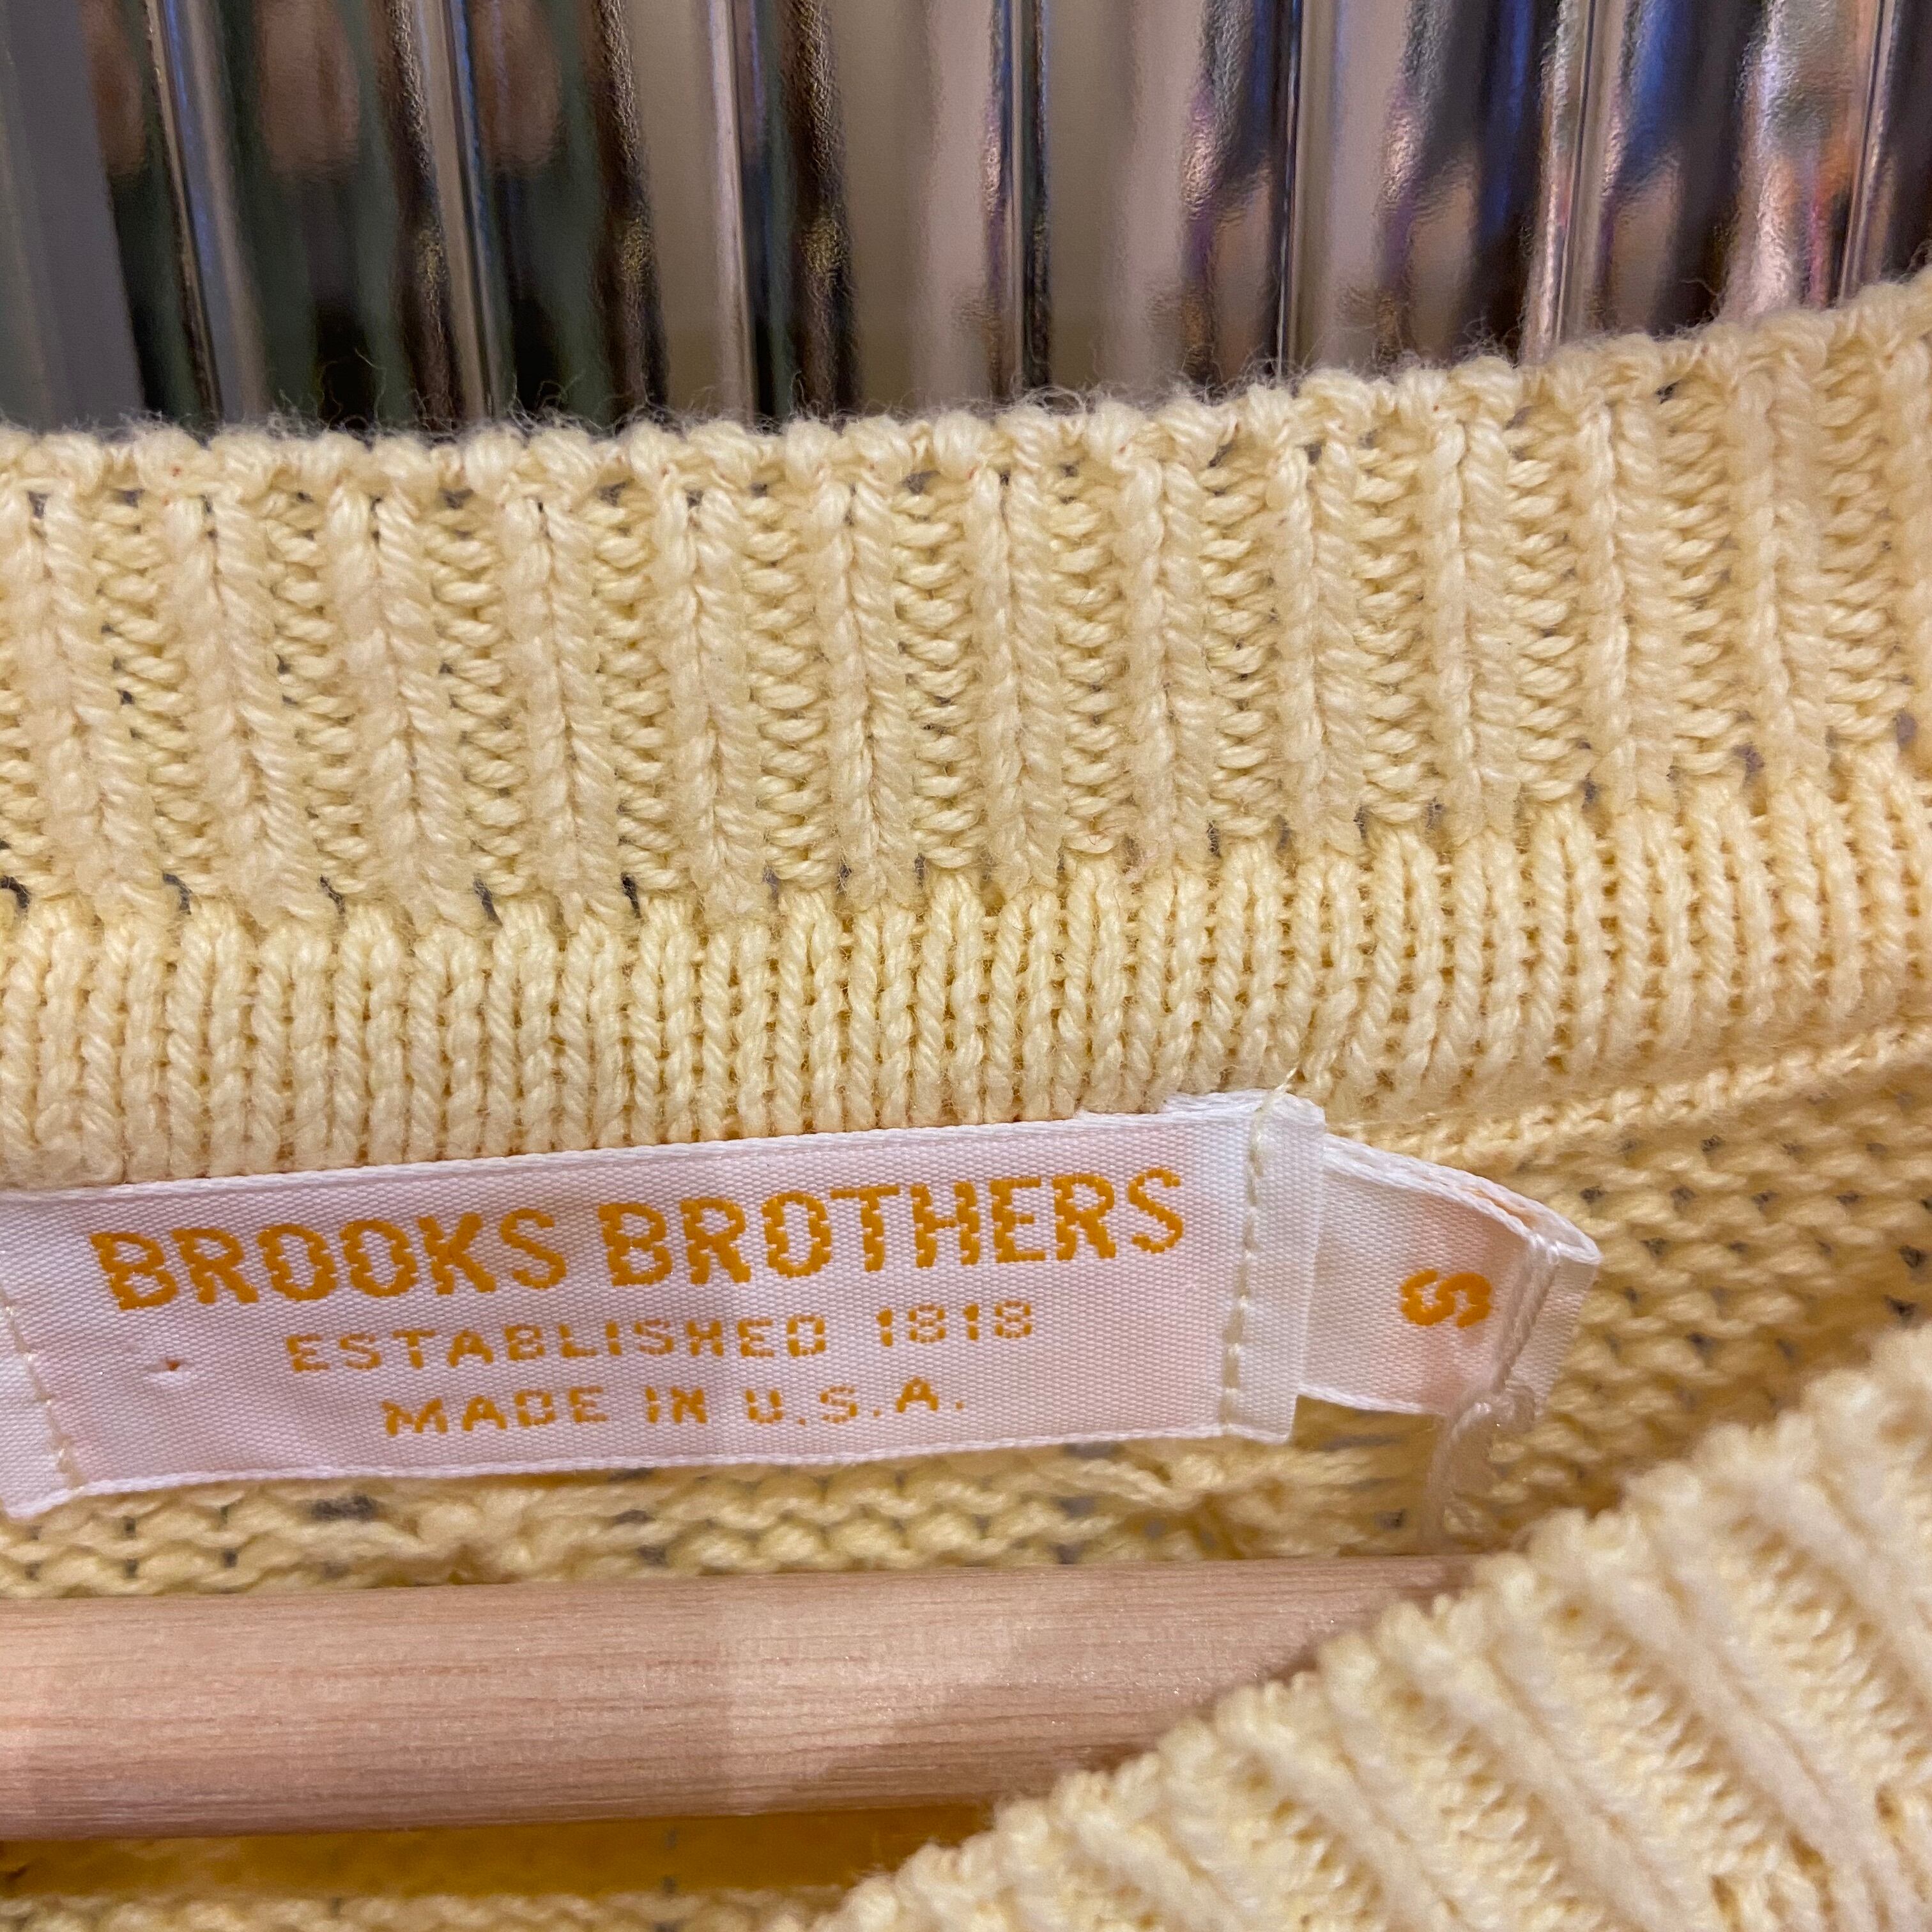 BROOKS BROTHERS
ESTABLISHED 1818
MADE IN U.S.A.
S